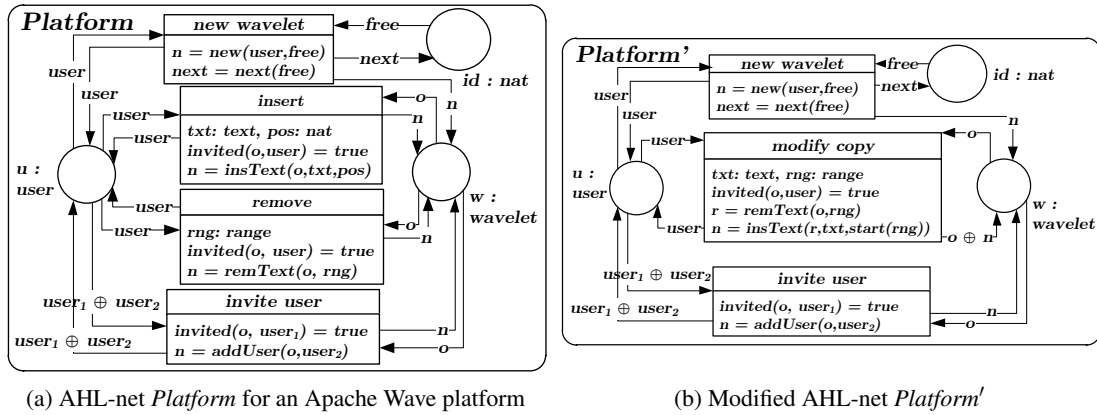 Platform
new wavelet
n = new(user,free)
next = next(free)
free
next
id : nat
user
user
n
insert
txt: text, pos: nat
invited(o,user) = true
n = insText(o,txt,pos)
user
user
o
n
u :
user
w :
wavelet
remove
rng: range
invited(o, user) = true
n = remText(o, rng)
user
user
o
n
invite user
invited(o, user₁) = true
n = addUser(o,user₂)
user₁ ⊕ user₂
user₁ ⊕ user₂
n
o
(a) AHL-net Platform for an Apache Wave platform
Platform'
new wavelet
n = new(user,free)
next = next(free)
free
next
id : nat
user
user
n
modify copy
txt: text, rng: range
invited(o,user) = true
r = remText(o,rng)
n = insText(r,txt,start(rng))
user
user
o
o ⊕ n
u :
user
w :
wavelet
invite user
invited(o, user₁) = true
n = addUser(o,user₂)
user₁ ⊕ user₂
user₁ ⊕ user₂
n
o
(b) Modified AHL-net Platform′